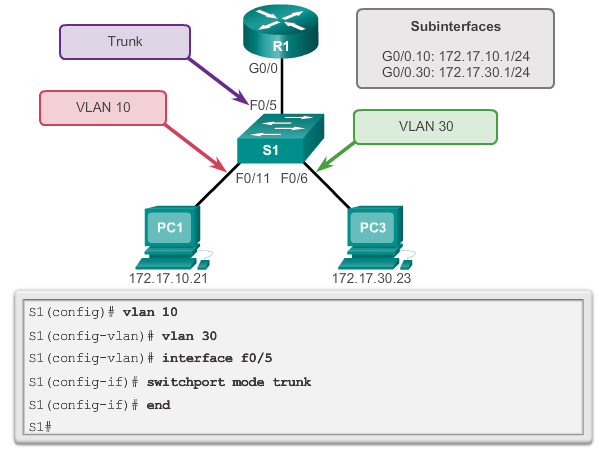 Trunk
R1
G0/0
Subinterfaces
G0/0.10: 172.17.10.1/24
G0/0.30: 172.17.30.1/24
F0/5
VLAN 10
VLAN 30
S1
F0/11
F0/6
PC1
PC3
172.17.10.21
172.17.30.23
S1(config)# vlan 10
S1(config-vlan)# vlan 30
S1(config-vlan)# interface f0/5
S1(config-if)# switchport mode trunk
S1(config-if)# end
S1#